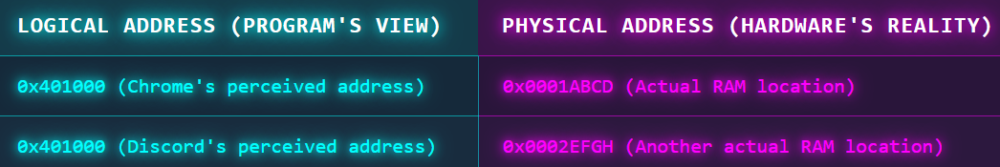 LOGICAL ADDRESS (PROGRAM'S VIEW) PHYSICAL ADDRESS (HARDWARE'S REALITY)
0x401000 (Chrome's perceived address) 0x0001ABCD (Actual RAM location)
0x401000 (Discord's perceived address) 0x0002EFGH (Another actual RAM location)